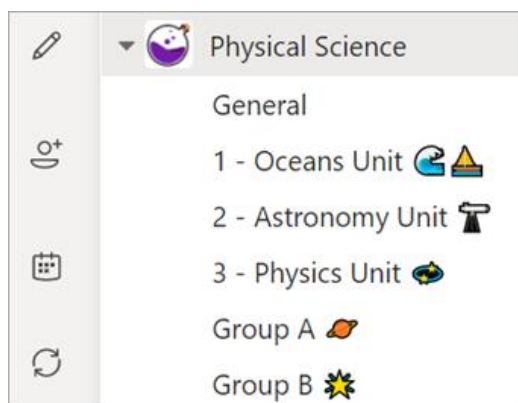 Physical Science
General
1 - Oceans Unit 🌊⛵
2 - Astronomy Unit 🔭
3 - Physics Unit 💫
Group A 🪐
Group B 🌟